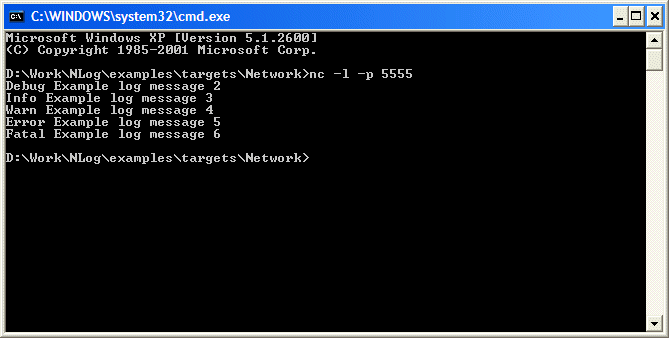 C:\WINDOWS\system32\cmd.exe
Microsoft Windows XP [Version 5.1.2600]
(C) Copyright 1985-2001 Microsoft Corp.
D:\Work\NLog\examples\targets\Network>nc -l -p 5555
Debug Example log message 2
Info Example log message 3
Warn Example log message 4
Error Example log message 5
Fatal Example log message 6
D:\Work\NLog\examples\targets\Network>